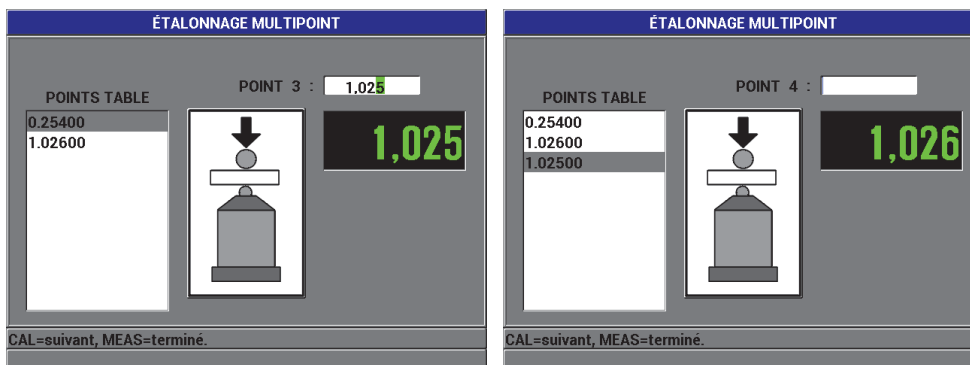 ÉTALONNAGE MULTIPOINT
POINT 3 : 1,025
POINTS TABLE
0.25400
1.02600
1,025
CAL=suivant, MEAS=terminé.
ÉTALONNAGE MULTIPOINT
POINT 4 :
POINTS TABLE
0.25400
1.02600
1.02500
1,026
CAL=suivant, MEAS=terminé.